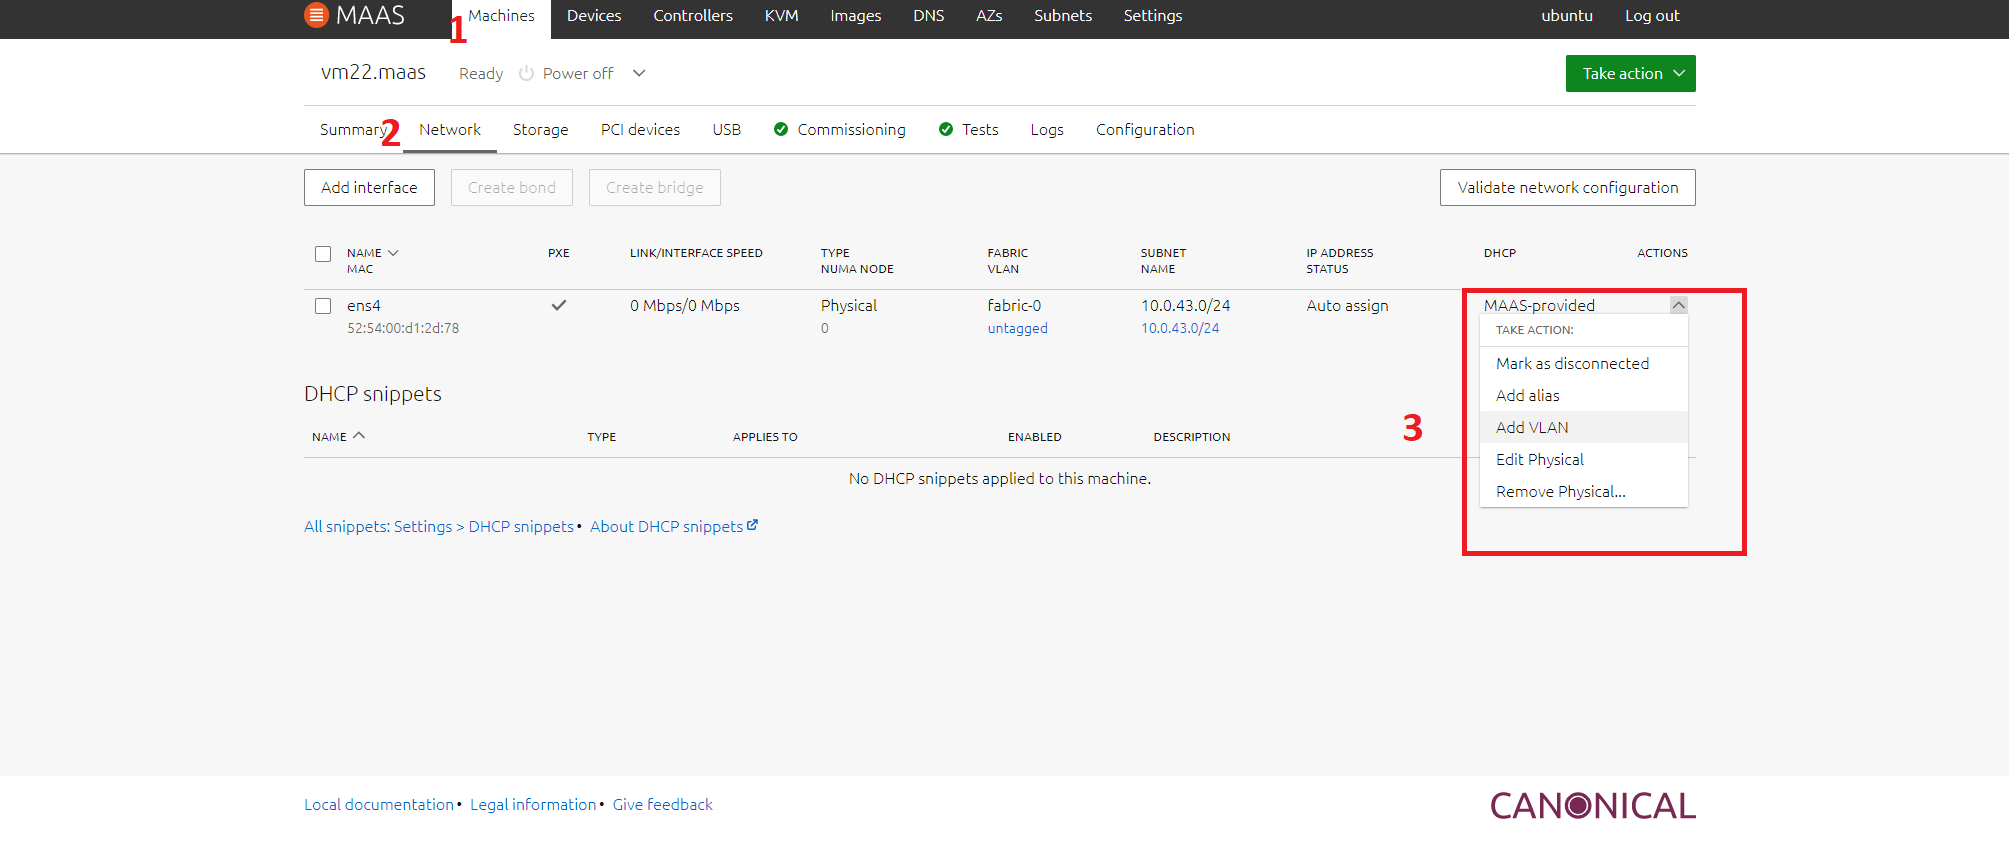 MAAS Machines Devices Controllers KVM Images DNS AZs Subnets Settings ubuntu Log out
1
vm22.maas Ready Power off Take action
2
Summary Network Storage PCI devices USB Commissioning Tests Logs Configuration
Add interface Create bond Create bridge Validate network configuration
NAME PXE LINK/INTERFACE SPEED TYPE FABRIC SUBNET IP ADDRESS DHCP ACTIONS
MAC NUMA NODE VLAN NAME STATUS
ens4 0 Mbps/0 Mbps Physical fabric-0 10.0.43.0/24 Auto assign MAAS-provided
52:54:00:d1:2d:78 0 untagged 10.0.43.0/24
TAKE ACTION:
Mark as disconnected
Add alias
Add VLAN
Edit Physical
Remove Physical...
3
DHCP snippets
NAME TYPE APPLIES TO ENABLED DESCRIPTION
No DHCP snippets applied to this machine.
All snippets: Settings > DHCP snippets • About DHCP snippets
Local documentation • Legal information • Give feedback
CANONICAL